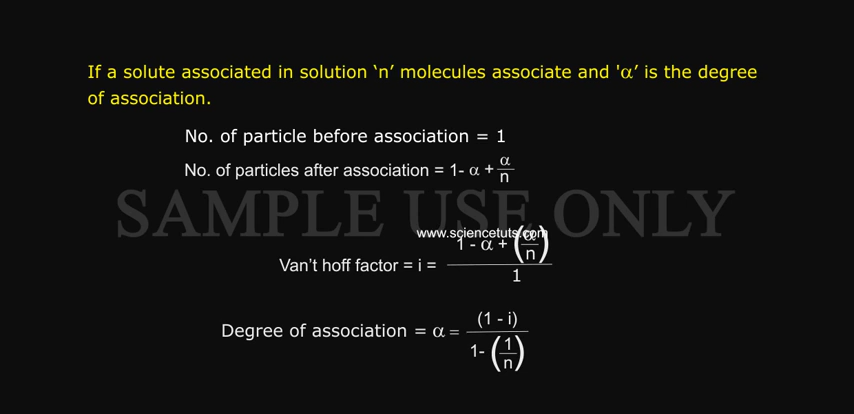 If a solute associated in solution ‘n’ molecules associate and 'α’ is the degree
of association.
No. of particle before association = 1
No. of particles after association = 1- α + α/n
SAMPLE USE ONLY
www.sciencetuts.com
Van’t hoff factor = i = 1 - α + (α/n) / 1
Degree of association = α = (1 - i) / 1- (1/n)